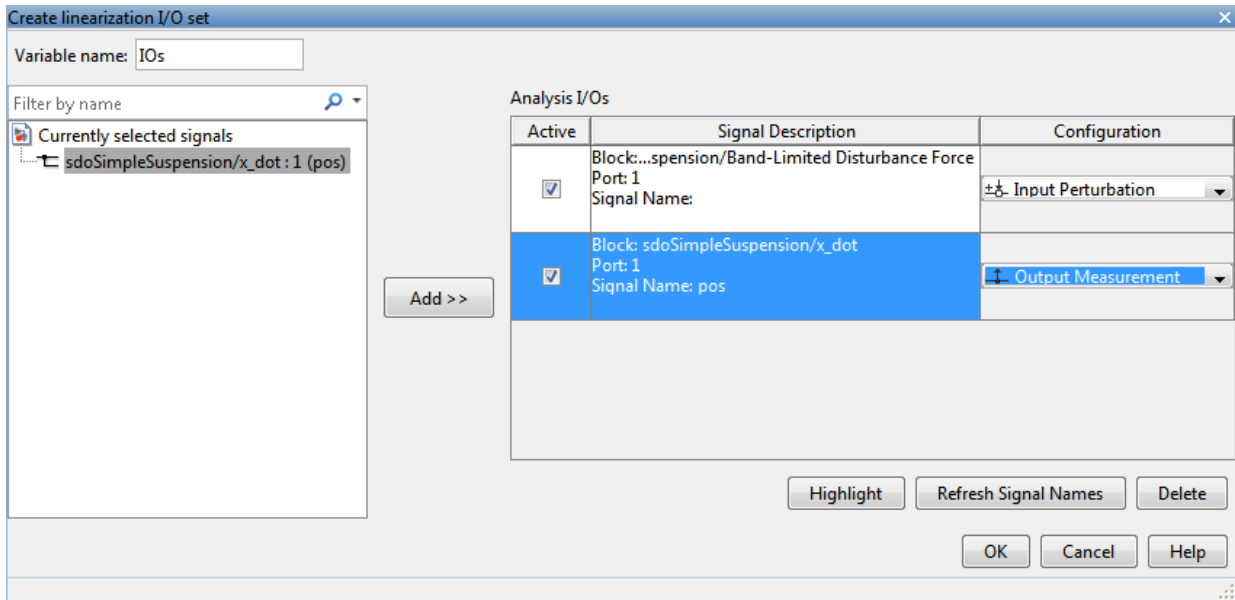 Create linearization I/O set
Variable name: IOs
Filter by name
Currently selected signals
sdoSimpleSuspension/x_dot : 1 (pos)
Add >>
Analysis I/Os
Active Signal Description Configuration
Block:...spension/Band-Limited Disturbance Force
Port: 1
Signal Name:
Input Perturbation
Block: sdoSimpleSuspension/x_dot
Port: 1
Signal Name: pos
Output Measurement
Highlight Refresh Signal Names Delete
OK Cancel Help